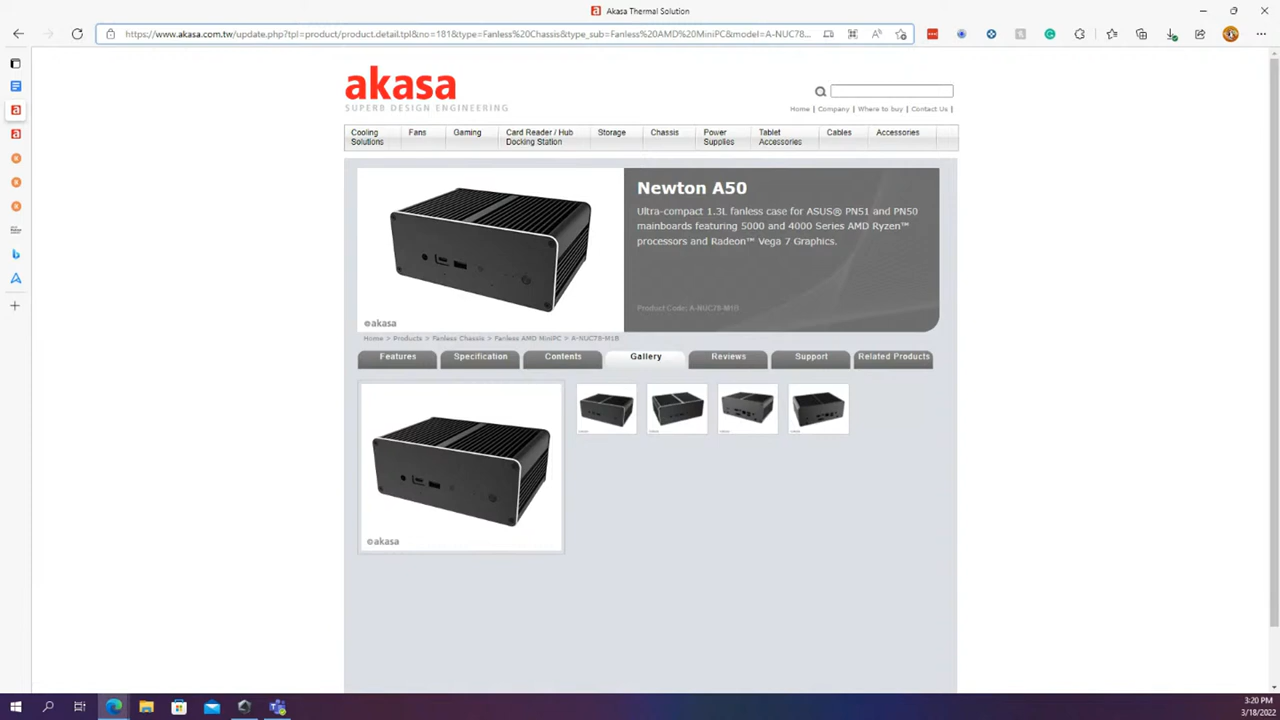 Akasa Thermal Solution
https://www.akasa.com.tw/update.php?tpl=product/product.detail.tpl&no=181&type=Fanless%20Chassis&type_sub=Fanless%20AMD%20MiniPC&model=A-NUC78...
akasa
SUPERB DESIGN ENGINEERING
Home | Company | Where to buy | Contact Us |
Cooling Solutions Fans Gaming Card Reader / Hub Docking Station Storage Chassis Power Supplies Tablet Accessories Cables Accessories
Newton A50
Ultra-compact 1.3L fanless case for ASUS® PN51 and PN50
mainboards featuring 5000 and 4000 Series AMD Ryzen™
processors and Radeon™ Vega 7 Graphics.
Product Code: A-NUC78-M1B
©akasa
Home > Products > Fanless Chassis > Fanless AMD MiniPC > A-NUC78-M1B
Features Specification Contents Gallery Reviews Support Related Products
©akasa
3:20 PM
3/18/2022